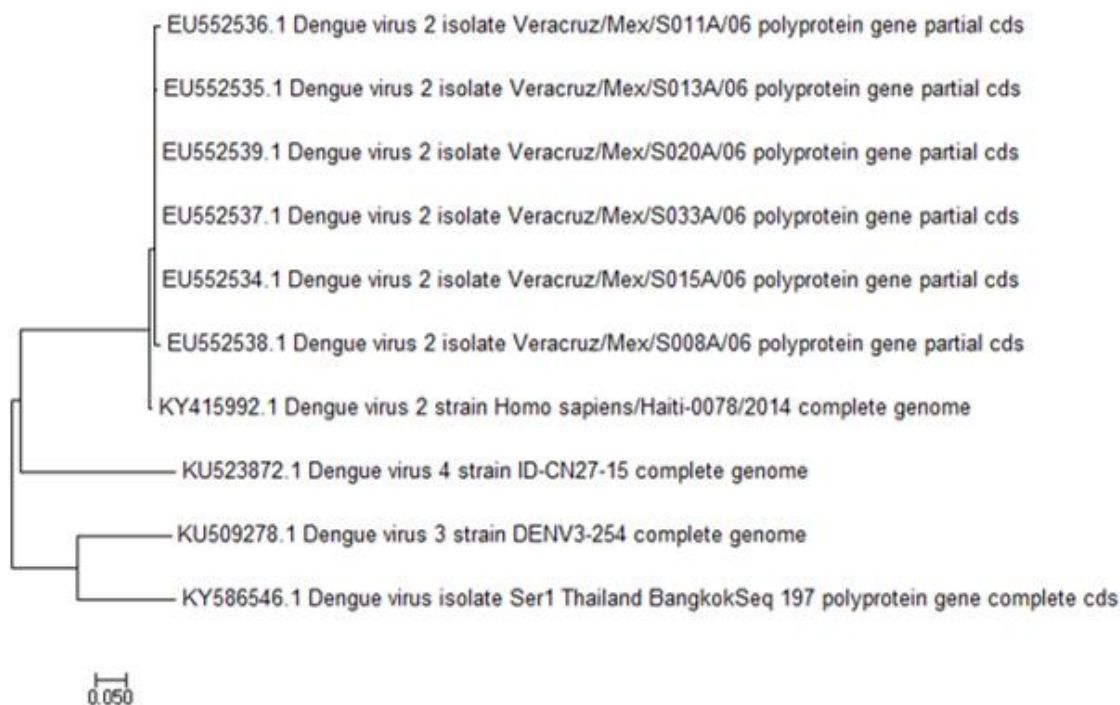 EU552536.1 Dengue virus 2 isolate Veracruz/Mex/S011A/06 polyprotein gene partial cds
EU552535.1 Dengue virus 2 isolate Veracruz/Mex/S013A/06 polyprotein gene partial cds
EU552539.1 Dengue virus 2 isolate Veracruz/Mex/S020A/06 polyprotein gene partial cds
EU552537.1 Dengue virus 2 isolate Veracruz/Mex/S033A/06 polyprotein gene partial cds
EU552534.1 Dengue virus 2 isolate Veracruz/Mex/S015A/06 polyprotein gene partial cds
EU552538.1 Dengue virus 2 isolate Veracruz/Mex/S008A/06 polyprotein gene partial cds
KY415992.1 Dengue virus 2 strain Homo sapiens/Haiti-0078/2014 complete genome
KU523872.1 Dengue virus 4 strain ID-CN27-15 complete genome
KU509278.1 Dengue virus 3 strain DENV3-254 complete genome
KY586546.1 Dengue virus isolate Ser1 Thailand BangkokSeq 197 polyprotein gene complete cds
0.050